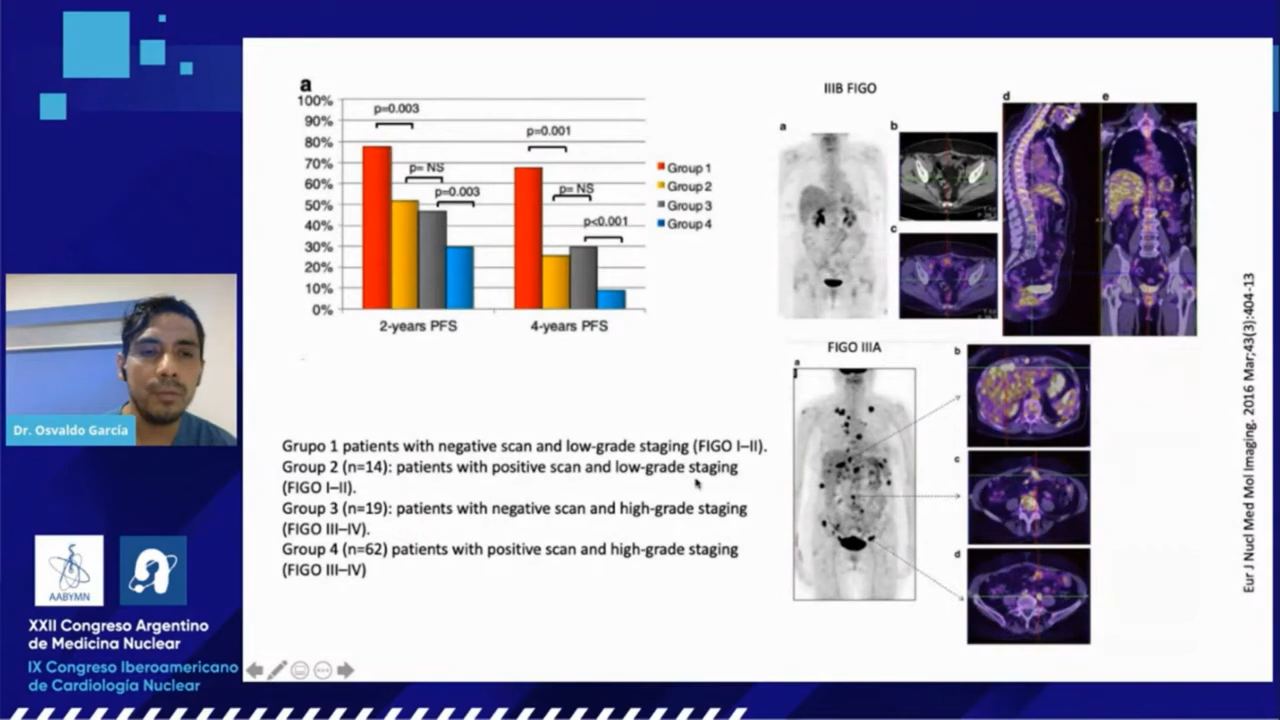 a
100%
90%
80%
70%
60%
50%
40%
30%
20%
10%
0%
p=0.003
p= NS
p=0.003
p=0.001
p= NS
p<0.001
2-years PFS
4-years PFS
Group 1
Group 2
Group 3
Group 4
Grupo 1 patients with negative scan and low-grade staging (FIGO I–II).
Group 2 (n=14): patients with positive scan and low-grade staging
(FIGO I–II).
Group 3 (n=19): patients with negative scan and high-grade staging
(FIGO III–IV).
Group 4 (n=62) patients with positive scan and high-grade staging
(FIGO III–IV)
IIIB FIGO
a
b
c
d
e
FIGO IIIA
a
b
c
d
Eur J Nucl Med Mol Imaging. 2016 Mar;43(3):404-13
Dr. Osvaldo García
AABYMN
XXII Congreso Argentino
de Medicina Nuclear
IX Congreso Iberoamericano
de Cardiología Nuclear